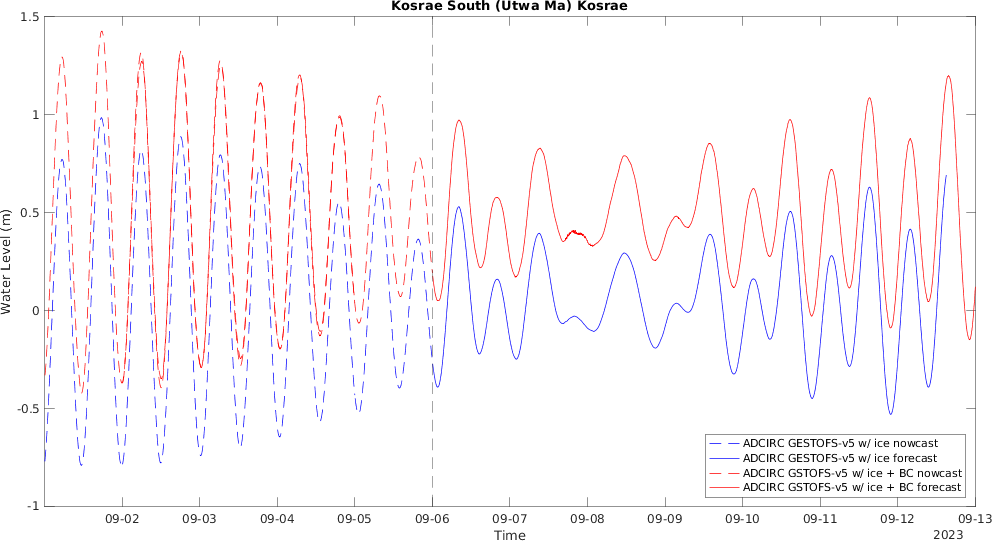 Kosrae South (Utwa Ma) Kosrae
1.5
1
0.5
0
-0.5
-1
Water Level (m)
09-02
09-03
09-04
09-05
09-06
09-07
09-08
09-09
09-10
09-11
09-12
09-13
Time
2023
ADCIRC GESTOFS-v5 w/ ice nowcast
ADCIRC GESTOFS-v5 w/ ice forecast
ADCIRC GSTOFS-v5 w/ ice + BC nowcast
ADCIRC GSTOFS-v5 w/ ice + BC forecast